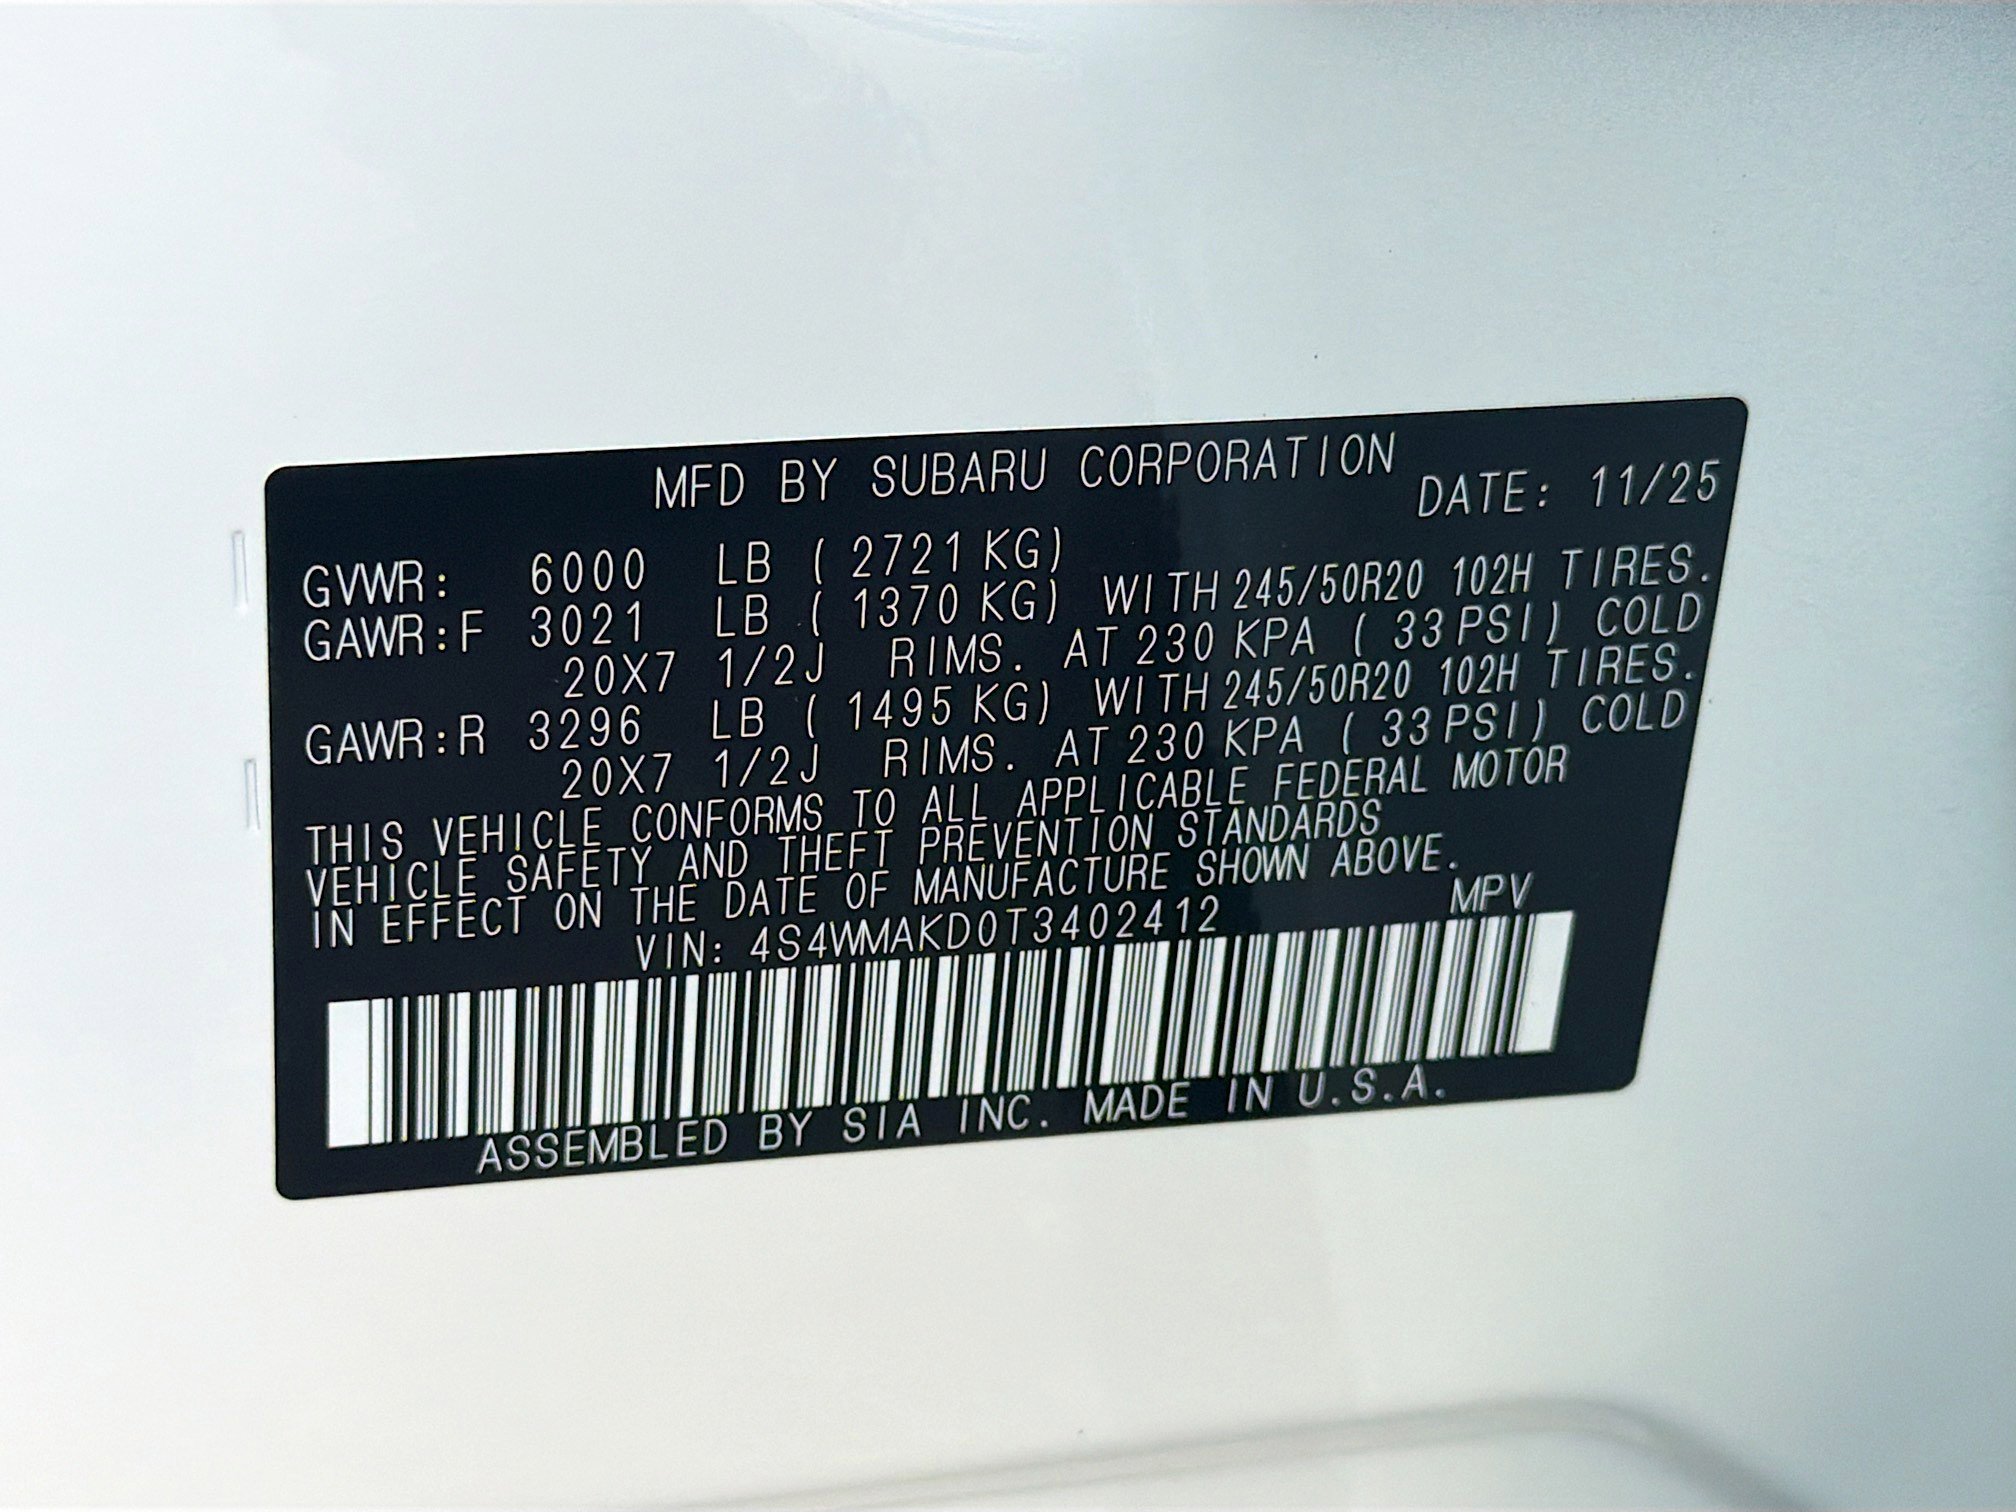 MFD BY SUBARU CORPORATION
DATE: 11/25
GVWR: 6000 LB ( 2721 KG)
GAWR:F 3021 LB ( 1370 KG) WITH 245/50R20 102H TIRES.
20X7 1/2J RIMS. AT 230 KPA ( 33 PSI) COLD
GAWR:R 3296 LB ( 1495 KG) WITH 245/50R20 102H TIRES.
20X7 1/2J RIMS. AT 230 KPA ( 33 PSI) COLD
THIS VEHICLE CONFORMS TO ALL APPLICABLE FEDERAL MOTOR
VEHICLE SAFETY AND THEFT PREVENTION STANDARDS
IN EFFECT ON THE DATE OF MANUFACTURE SHOWN ABOVE.
VIN: 4S4WMAKD0T3402412 MPV
ASSEMBLED BY SIA INC. MADE IN U.S.A.